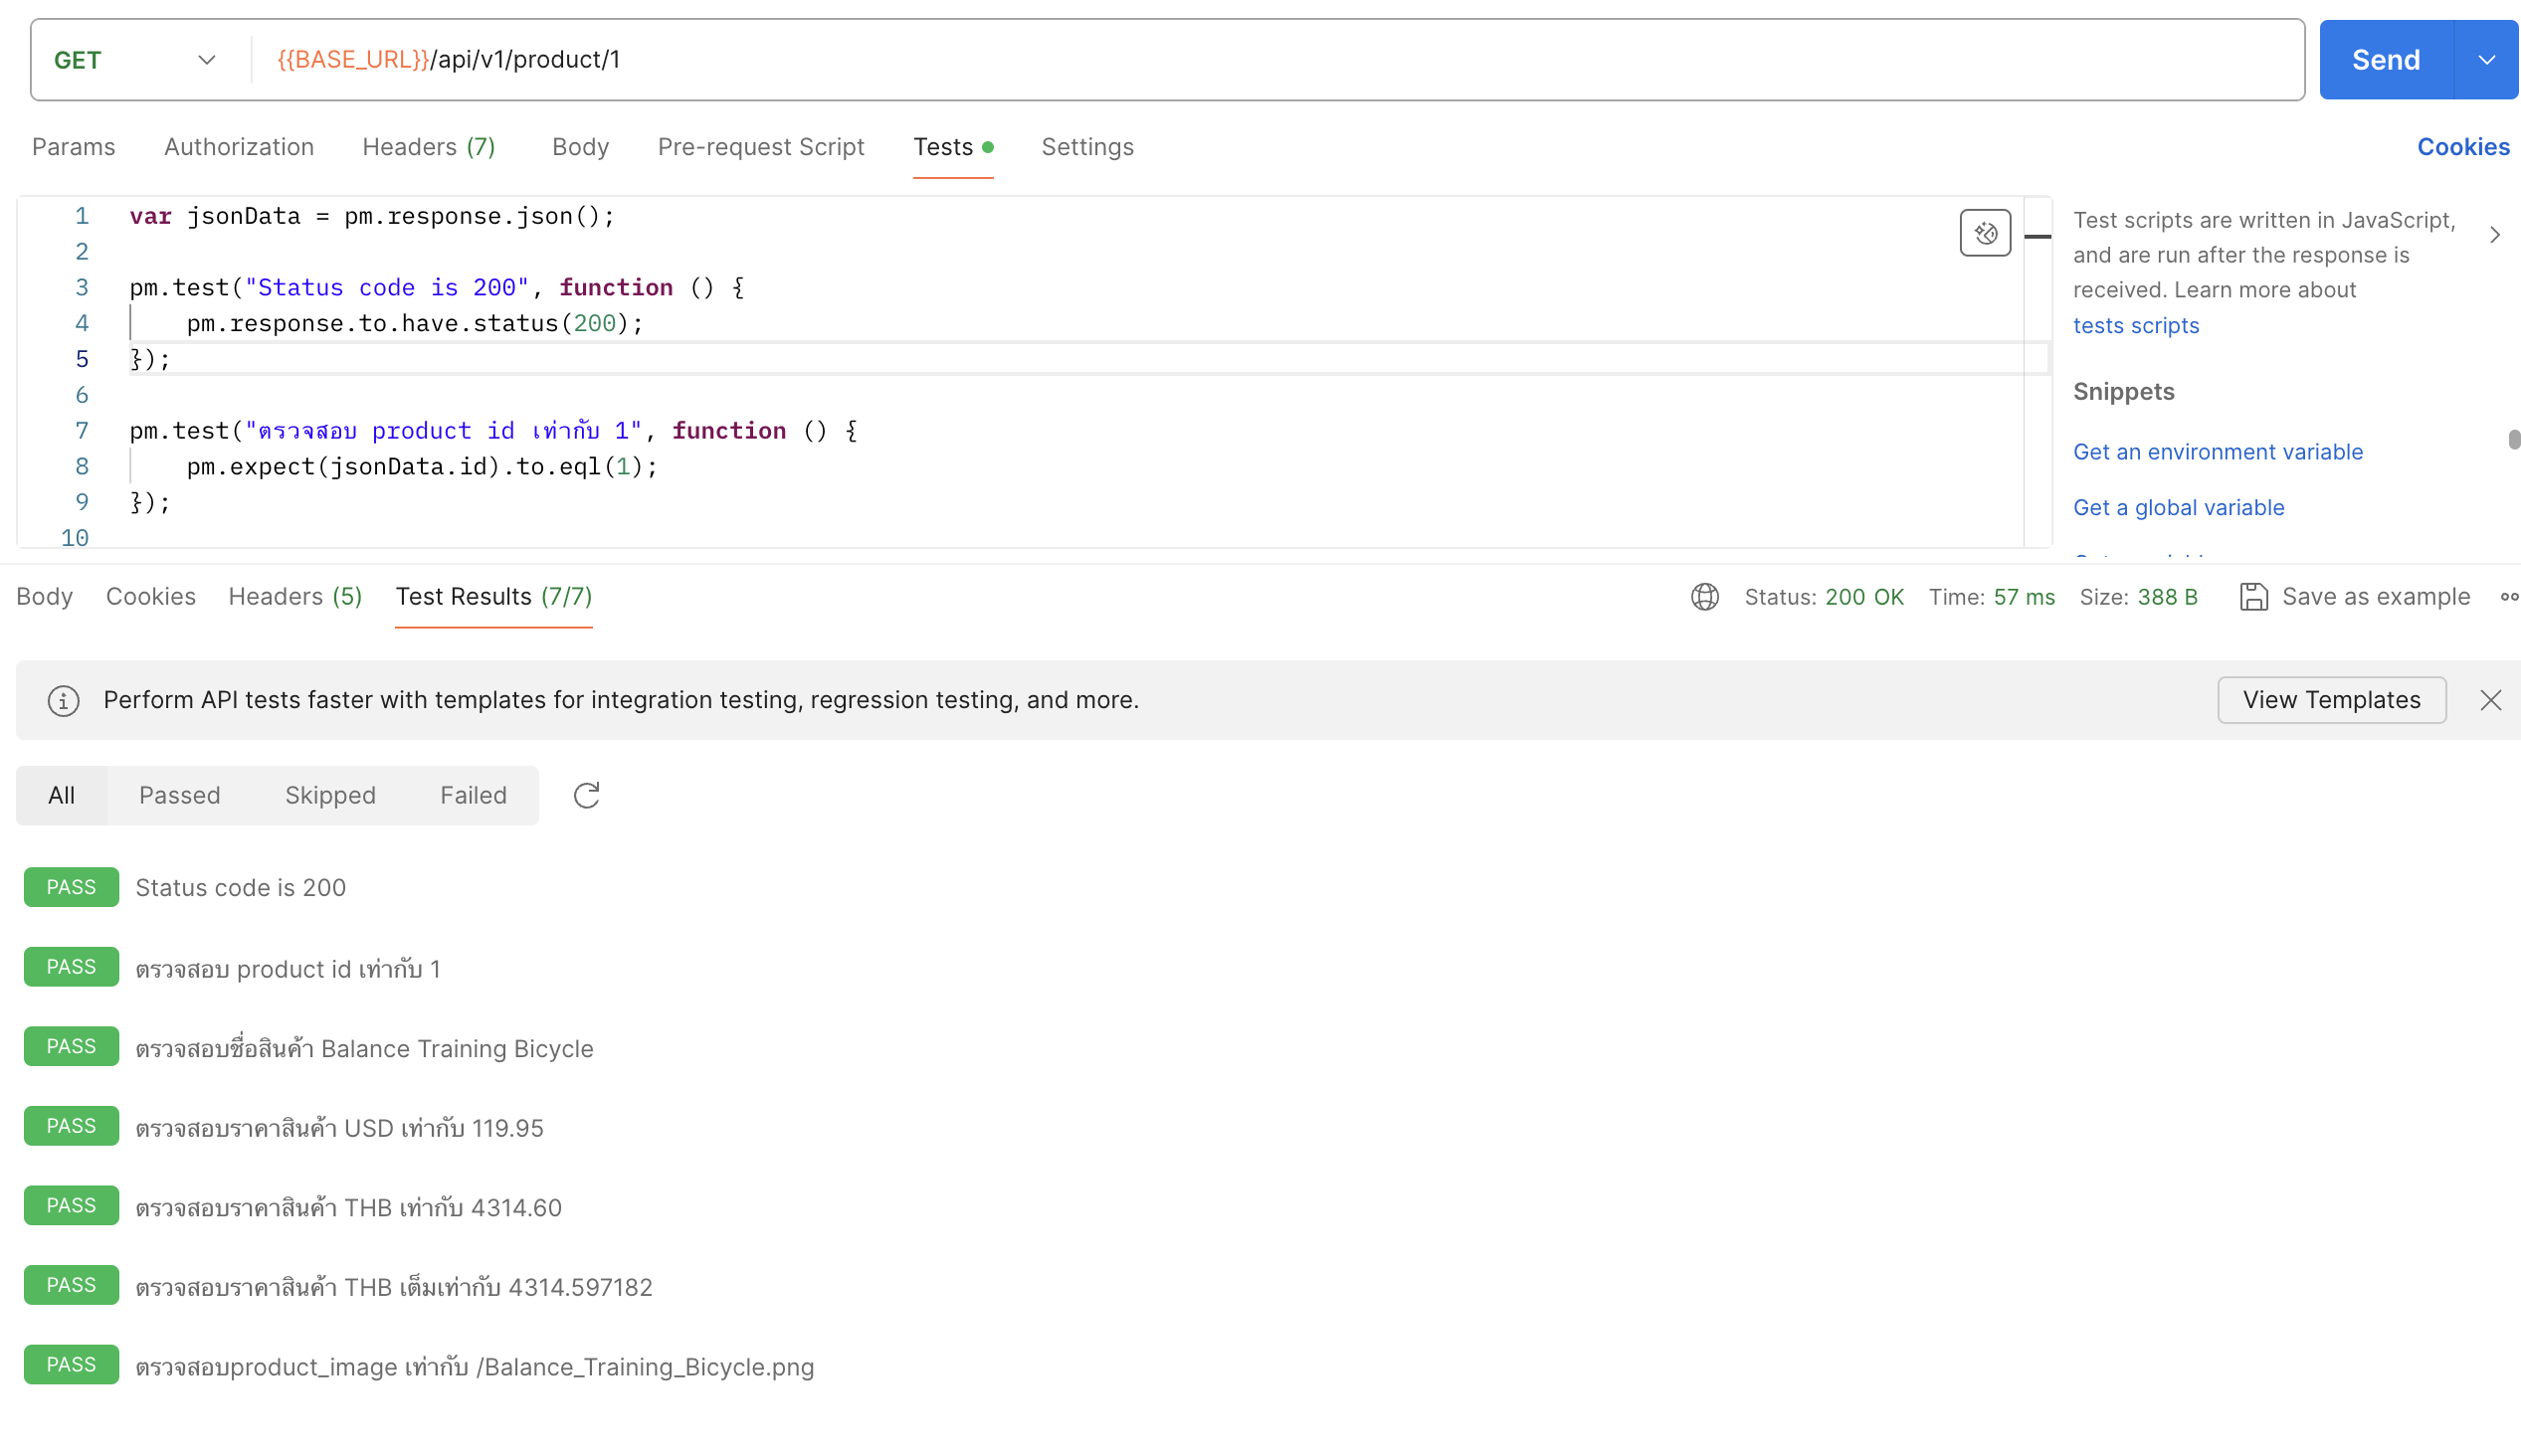 GET {{BASE_URL}}/api/v1/product/1 Send
Params Authorization Headers (7) Body Pre-request Script Tests Settings Cookies
1 var jsonData = pm.response.json();
2
3 pm.test("Status code is 200", function () {
4 pm.response.to.have.status(200);
5 });
6
7 pm.test("ตรวจสอบ product id เท่ากับ 1", function () {
8 pm.expect(jsonData.id).to.eql(1);
9 });
10
Test scripts are written in JavaScript,
and are run after the response is
received. Learn more about
tests scripts
Snippets
Get an environment variable
Get a global variable
Body Cookies Headers (5) Test Results (7/7) Status: 200 OK Time: 57 ms Size: 388 B Save as example
Perform API tests faster with templates for integration testing, regression testing, and more. View Templates
All Passed Skipped Failed
PASS Status code is 200
PASS ตรวจสอบ product id เท่ากับ 1
PASS ตรวจสอบชื่อสินค้า Balance Training Bicycle
PASS ตรวจสอบราคาสินค้า USD เท่ากับ 119.95
PASS ตรวจสอบราคาสินค้า THB เท่ากับ 4314.60
PASS ตรวจสอบราคาสินค้า THB เต็มเท่ากับ 4314.597182
PASS ตรวจสอบproduct_image เท่ากับ /Balance_Training_Bicycle.png